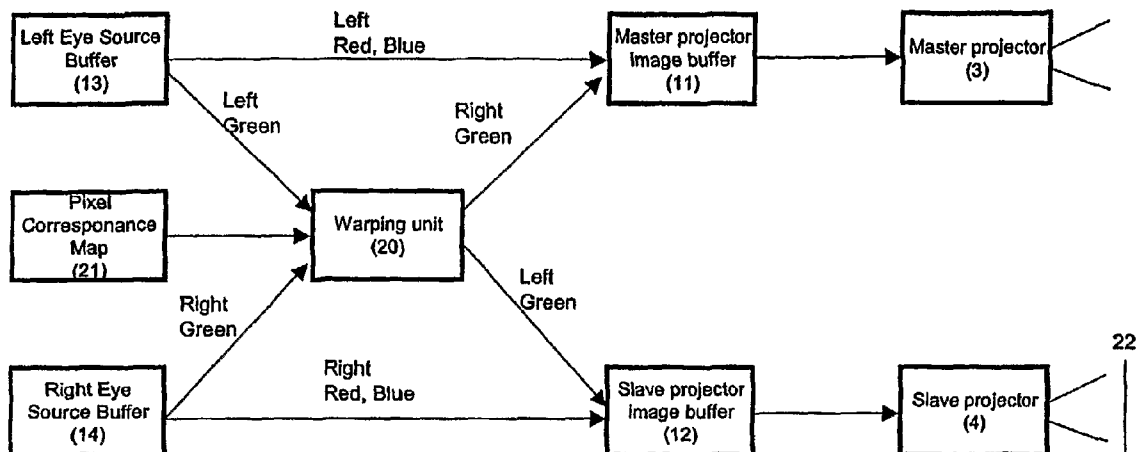 Left Eye Source
Buffer
(13)
Left
Red, Blue
Master projector
image buffer
(11)
Master projector
(3)
Left
Green
Right
Green
Pixel
Corresponance
Map
(21)
Warping unit
(20)
Right
Green
Left
Green
Right Eye
Source Buffer
(14)
Right
Red, Blue
Slave projector
image buffer
(12)
Slave projector
(4)
22